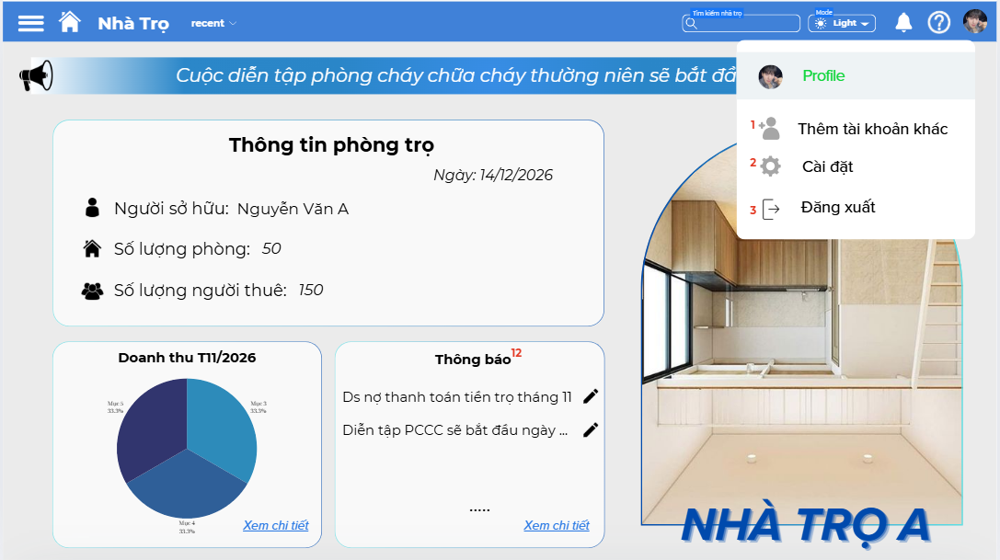 Nhà Trọ
recent
Tìm kiếm nhà trọ
Mode
Light
Cuộc diễn tập phòng cháy chữa cháy thường niên sẽ bắt đầ
Profile
1 Thêm tài khoản khác
2 Cài đặt
3 Đăng xuất
Thông tin phòng trọ
Ngày: 14/12/2026
Người sở hữu: Nguyễn Văn A
Số lượng phòng: 50
Số lượng người thuê: 150
Doanh thu T11/2026
Mục 5
33.3%
Mục 3
33.3%
Mục 4
33.3%
Xem chi tiết
Thông báo 12
Ds nợ thanh toán tiền trọ tháng 11
Diễn tập PCCC sẽ bắt đầu ngày ...
.....
Xem chi tiết
NHÀ TRỌ A